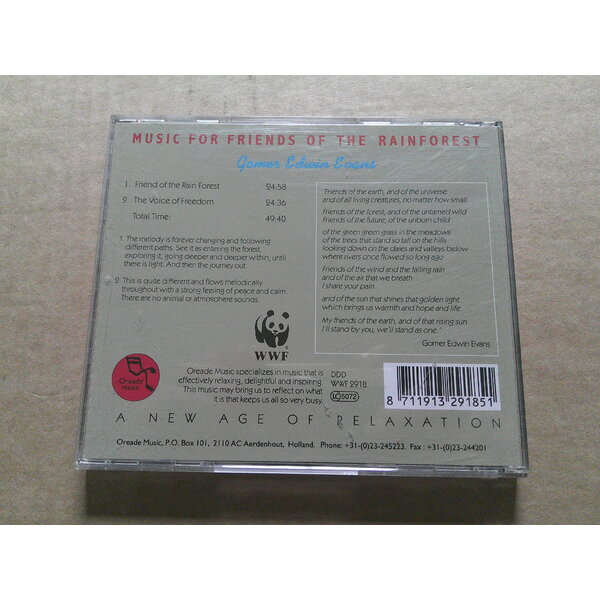 MUSIC FOR FRIENDS OF THE RAINFOREST
Gomer Edwin Evans
1. Friend of the Rain Forest 24:58
2. The Voice of Freedom 24:36
Total Time: 49:40
1. The melody is forever changing and following
different paths. See it as entering the forest,
exploring it, going deeper and deeper within, until
there is light. And then the journey out.
2. This is quite different and flows melodically
throughout with a strong feeling of peace and calm.
There are no animal or atmosphere sounds.
'Friends of the earth, and of the universe
and of all living creatures, no matter how small
Friends of the forest, and of the untamed wild
Friends of the future, of the unborn child
of the green green grass in the meadows
of the trees that stand so tall on the hills
looking down on the dales and valleys below
where rivers once flowed so long ago
Friends of the wind and the falling rain
and of the air that we breath
I share your pain
and of the sun that shines that golden light
which brings us warmth and hope and life
My friends of the earth, and of that rising sun
I'll stand by you, we'll stand as one.'
Gomer Edwin Evans
WWF
Oreade
music
Oreade Music specializes in music that is
effectively relaxing, delightful and inspiring.
This music may bring us to reflect on what
it is that keeps us all so very busy.
DDD
WWF 2918
LC 5072
8 711913 291851
A NEW AGE OF RELAXATION
Oreade Music, P.O. Box 101, 2110 AC Aerdenhout, Holland. Phone: +31-(0)23-245223. Fax : +31-(0)23-244201